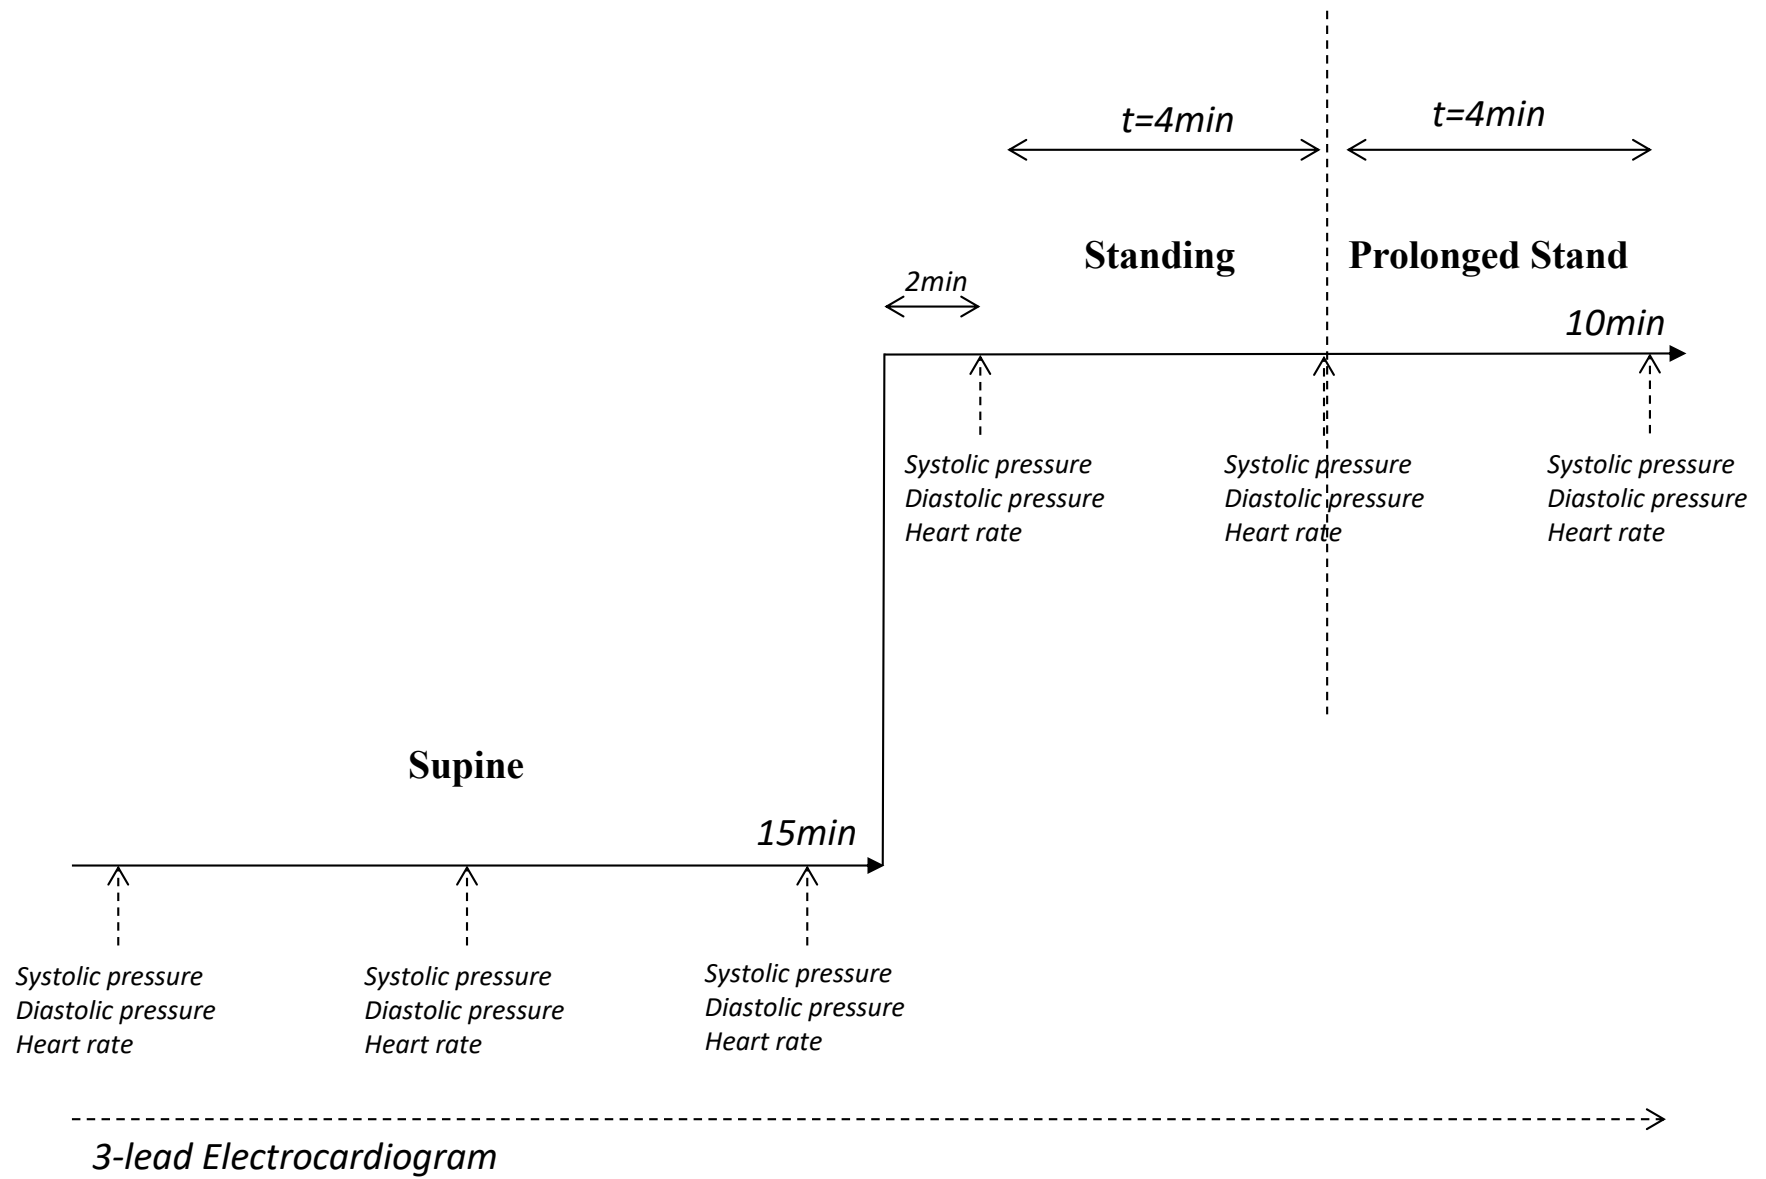 t=4min
t=4min
Standing
Prolonged Stand
2min
10min
Systolic pressure
Diastolic pressure
Heart rate
Systolic pressure
Diastolic pressure
Heart rate
Systolic pressure
Diastolic pressure
Heart rate
Supine
15min
Systolic pressure
Diastolic pressure
Heart rate
Systolic pressure
Diastolic pressure
Heart rate
Systolic pressure
Diastolic pressure
Heart rate
3-lead Electrocardiogram